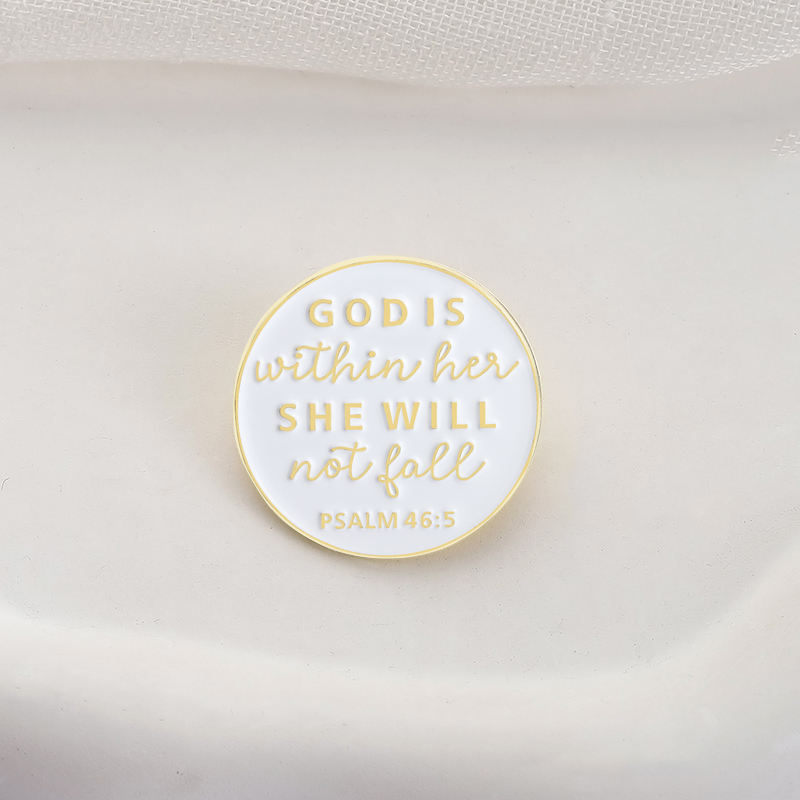 GOD IS
within her
SHE WILL
not fall
PSALM 46:5